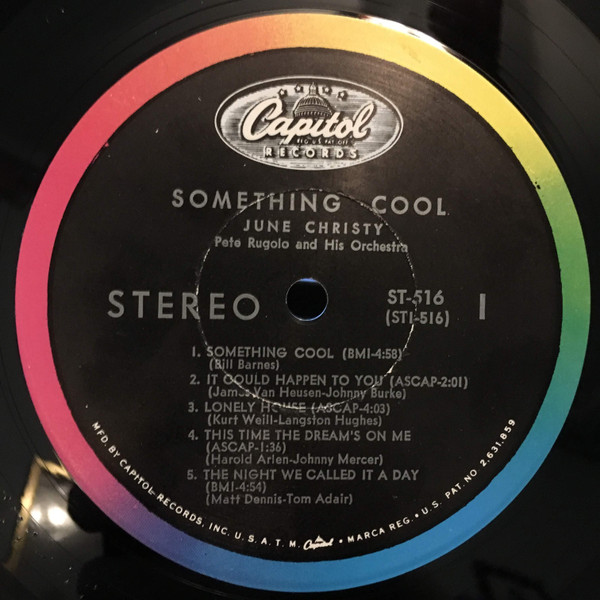 Capitol
RECORDS
SOMETHING COOL
JUNE CHRISTY
Pete Rugolo and His Orchestra
STEREO
ST-516
(ST1-516)
1
1. SOMETHING COOL (BMI-4:58)
(Bill Barnes)
2. IT COULD HAPPEN TO YOU (ASCAP-2:01)
(James Van Heusen-Johnny Burke)
3. LONELY HOUSE (ASCAP-4:03)
(Kurt Weill-Langston Hughes)
4. THIS TIME THE DREAM'S ON ME
(ASCAP-1:36)
(Harold Arlen-Johnny Mercer)
5. THE NIGHT WE CALLED IT A DAY
(BMI-4:54)
(Matt Dennis-Tom Adair)
MFD. BY CAPITOL RECORDS, INC. U.S.A. T.M. Capitol • MARCA REG. • U.S. PAT. NO. 2,631,859